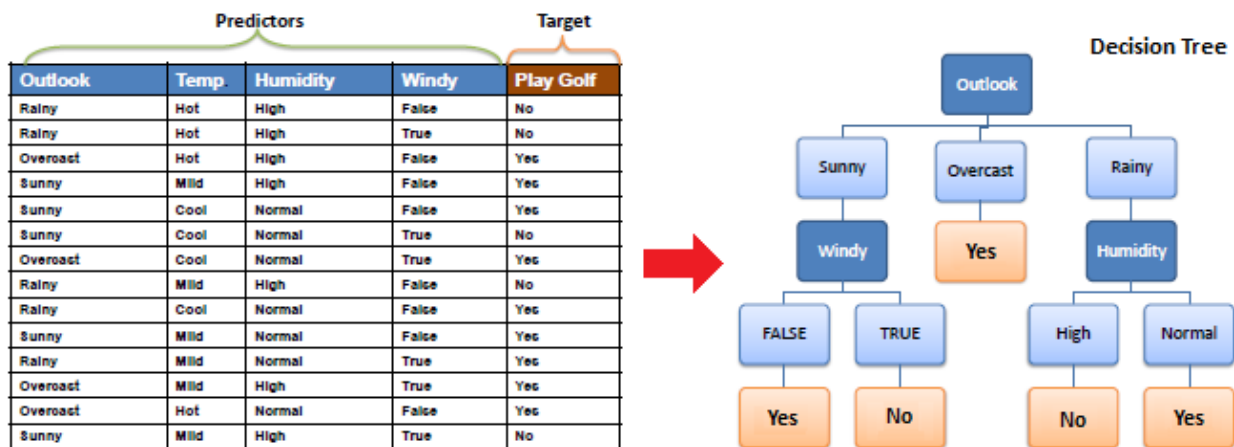 Predictors Target
Outlook Temp. Humidity Windy Play Golf
Rainy Hot High False No
Rainy Hot High True No
Overcast Hot High False Yes
Sunny Mild High False Yes
Sunny Cool Normal False Yes
Sunny Cool Normal True No
Overcast Cool Normal True Yes
Rainy Mild High False No
Rainy Cool Normal False Yes
Sunny Mild Normal False Yes
Rainy Mild Normal True Yes
Overcast Mild High True Yes
Overcast Hot Normal False Yes
Sunny Mild High True No
Decision Tree
Outlook
Sunny Overcast Rainy
Windy Yes Humidity
FALSE TRUE High Normal
Yes No No Yes